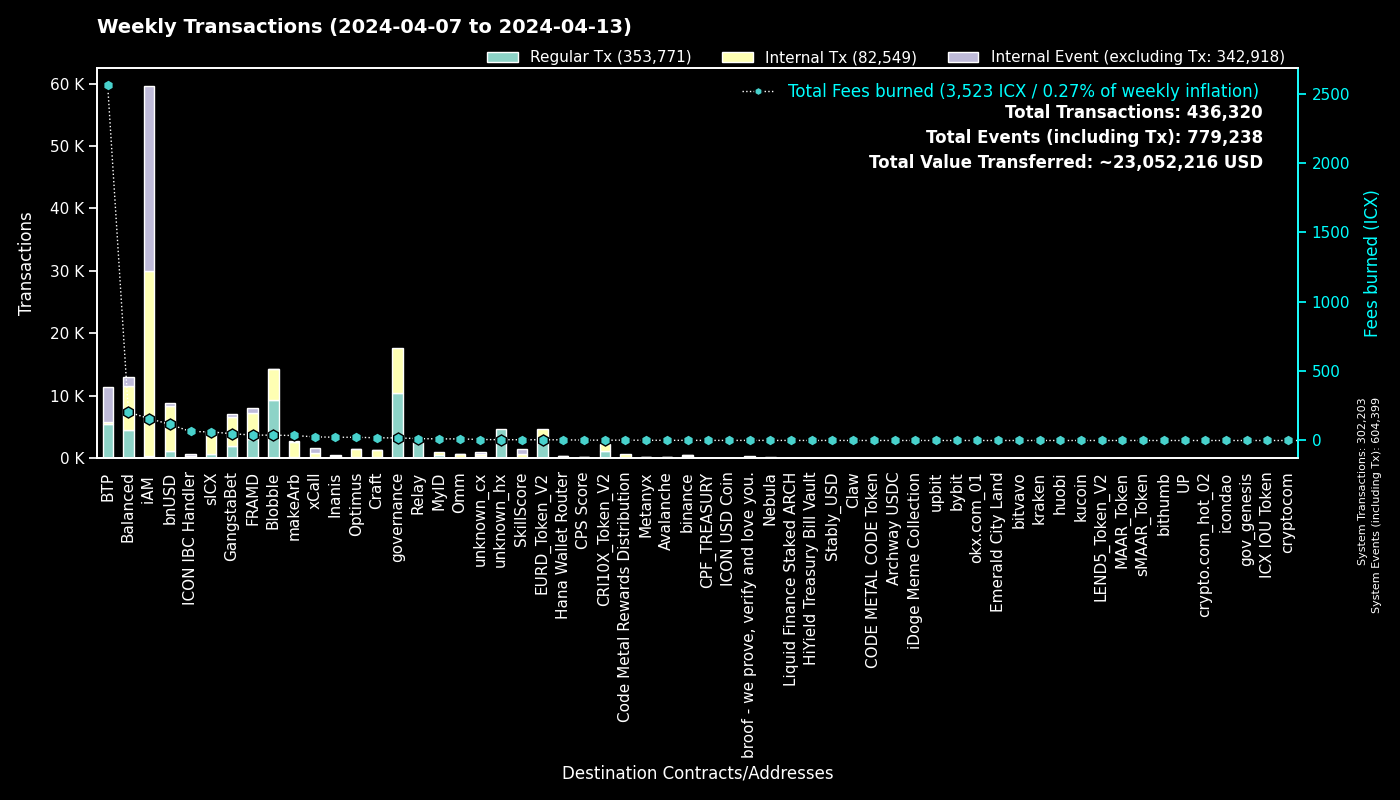 Weekly Transactions (2024-04-07 to 2024-04-13)
Regular Tx (353,771)
Internal Tx (82,549)
Internal Event (excluding Tx: 342,918)
Total Fees burned (3,523 ICX / 0.27% of weekly inflation)
Total Transactions: 436,320
Total Events (including Tx): 779,238
Total Value Transferred: ~23,052,216 USD
Transactions
60 K
50 K
40 K
30 K
20 K
10 K
0 K
2500
2000
1500
1000
500
0
Fees burned (ICX)
System Transactions: 302,203
System Events (including Tx): 604,399
BTP
Balanced
iAM
bnUSD
ICON IBC Handler
sICX
GangstaBet
FRAMD
Blobble
makeArb
xCall
Inanis
Optimus
Craft
governance
Relay
MyID
Omm
unknown_cx
unknown_hx
SkillScore
EURD_Token_V2
Hana Wallet Router
CPS Score
CRI10X_Token_V2
Code Metal Rewards Distribution
Metanyx
Avalanche
binance
CPF_TREASURY
ICON USD Coin
broof - we prove, verify and love you.
Nebula
Liquid Finance Staked ARCH
HiYield Treasury Bill Vault
Stably_USD
Claw
CODE METAL CODE Token
Archway USDC
iDoge Meme Collection
upbit
bybit
okx.com_01
Emerald City Land
bitvavo
kraken
huobi
kucoin
LEND5_Token_V2
MAAR_Token
sMAAR_Token
bithumb
UP
crypto.com_hot_02
icondao
gov_genesis
ICX IOU Token
cryptocom
Destination Contracts/Addresses